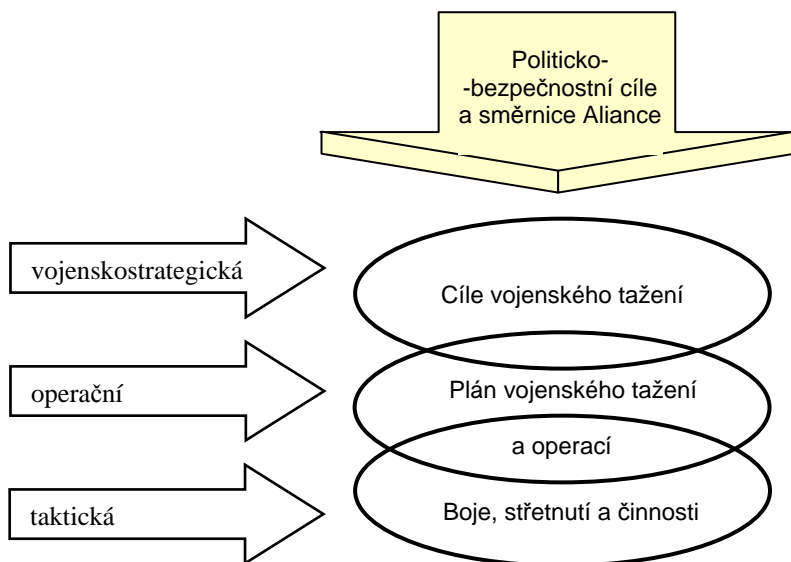 Politicko-
-bezpečnostní cíle
a směrnice Aliance
vojenskostrategická
Cíle vojenského tažení
operační
Plán vojenského tažení
a operací
taktická
Boje, střetnutí a činnosti